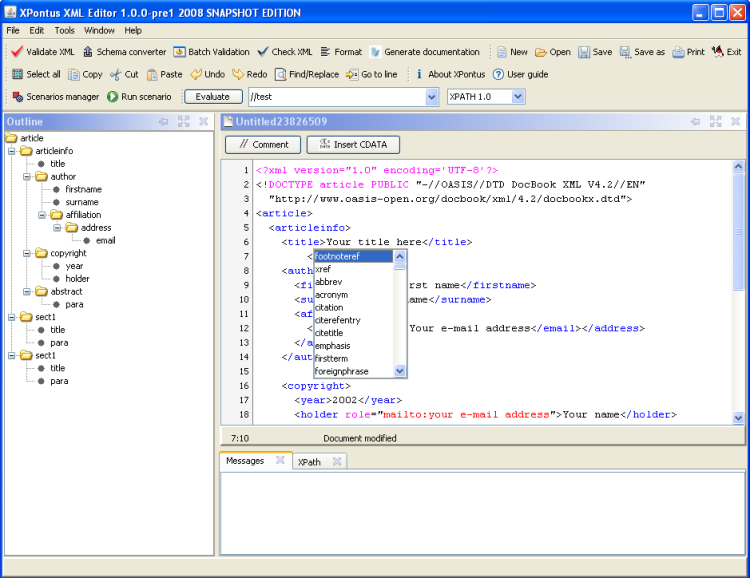 XPontus XML Editor 1.0.0-pre1 2008 SNAPSHOT EDITION
File Edit Tools Window Help
Validate XML Schema converter Batch Validation Check XML Format Generate documentation New Open Save Save as Print Exit
Select all Copy Cut Paste Undo Redo Find/Replace Go to line About XPontus User guide
Scenarios manager Run scenario Evaluate //test XPATH 1.0
Outline
article
articleinfo
title
author
firstname
surname
affiliation
address
email
copyright
year
holder
abstract
para
sect1
title
para
sect1
title
para
Untitled23826509
// Comment Insert CDATA
1 <?xml version="1.0" encoding='UTF-8'?>
2 <!DOCTYPE article PUBLIC "-//OASIS//DTD DocBook XML V4.2//EN"
3 "http://www.oasis-open.org/docbook/xml/4.2/docbookx.dtd">
4 <article>
5 <articleinfo>
6 <title>Your title here</title>
7 <
8 <auth
9 <fi rst name</firstname>
10 <su name</surname>
11 <af
12 < Your e-mail address</email></address>
13 </a
14 </aut
15
16 <copyright>
17 <year>2002</year>
18 <holder role="mailto:your e-mail address">Your name</holder>
footnoteref
xref
abbrev
acronym
citation
citerefentry
citetitle
emphasis
firstterm
foreignphrase
7:10 Document modified
Messages XPath